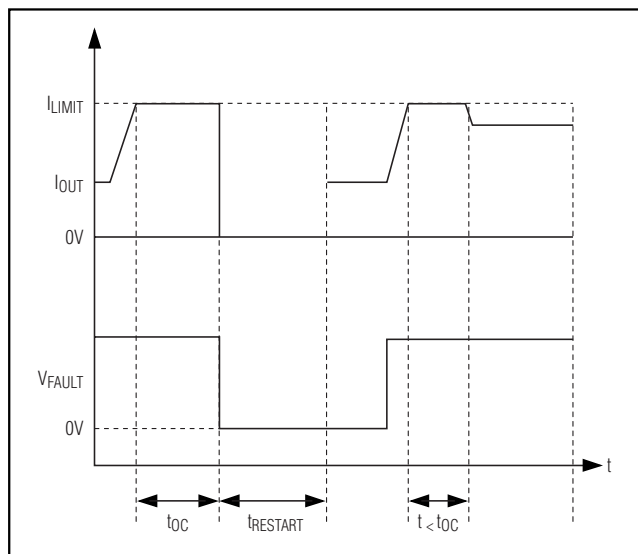 ILIMIT
IOUT
0V
VFAULT
0V
t
tOC
tRESTART
t < tOC